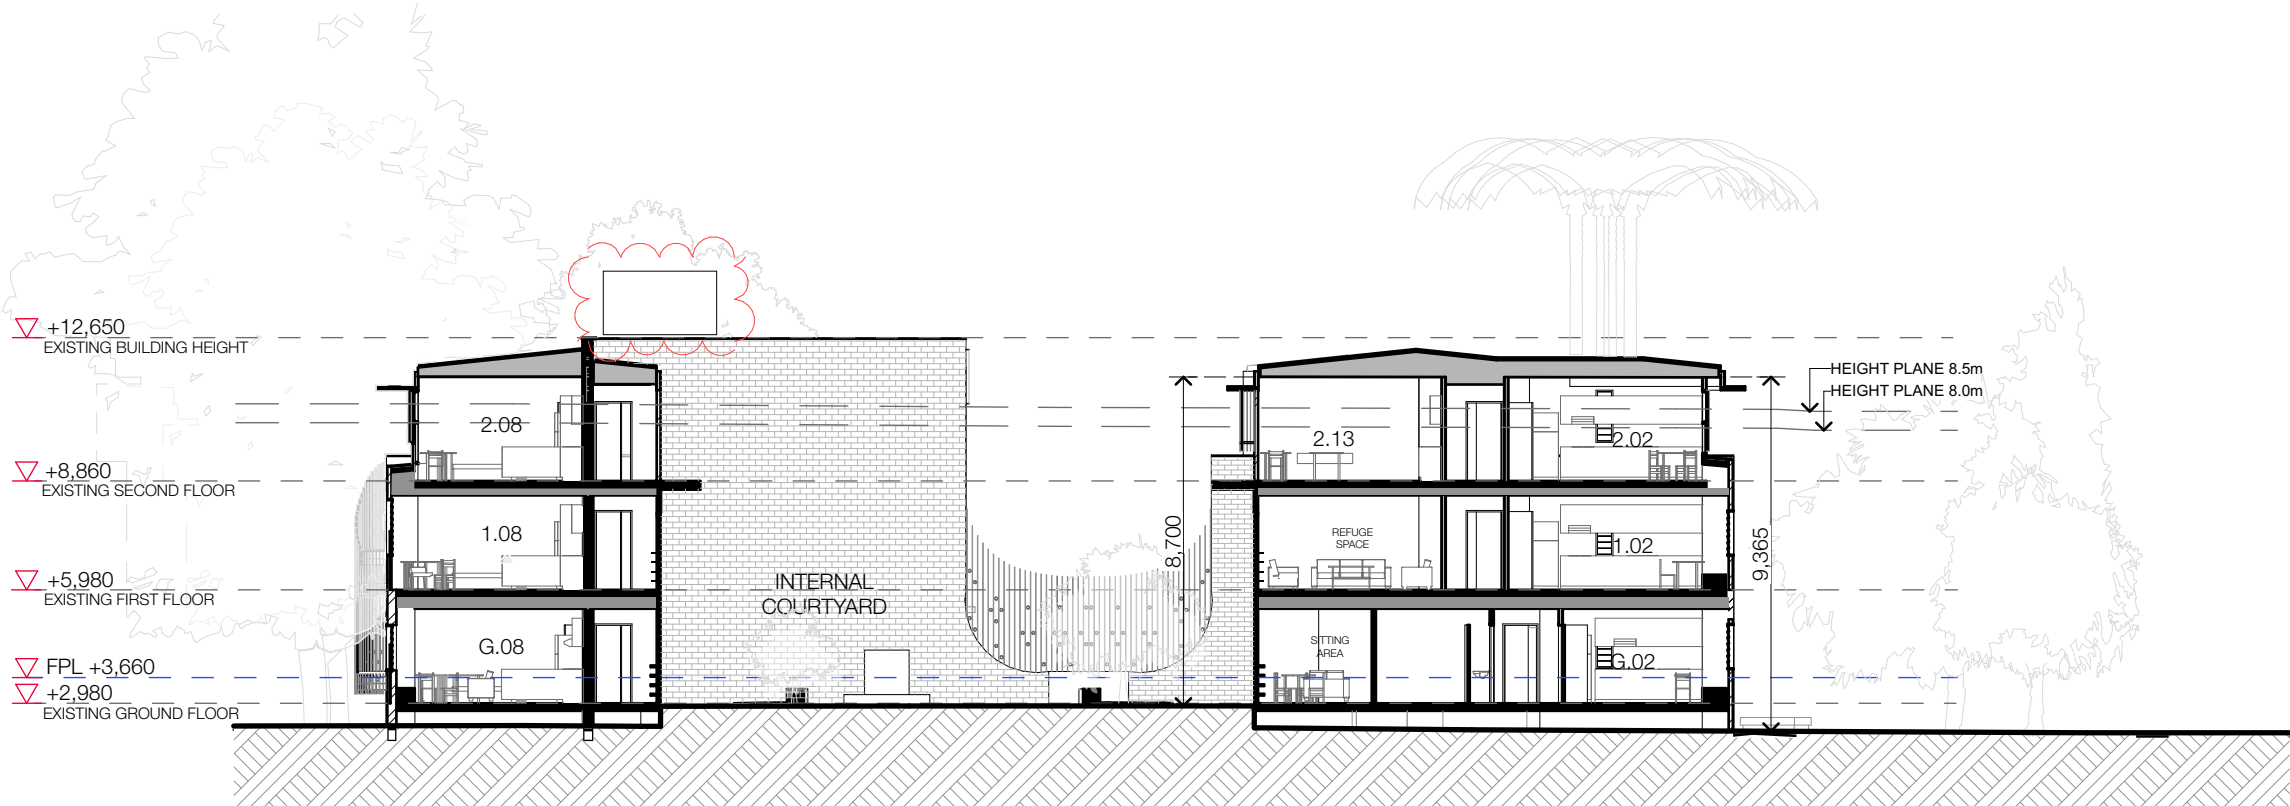 +12,650
EXISTING BUILDING HEIGHT
HEIGHT PLANE 8.5m
HEIGHT PLANE 8.0m
2.08
2.13
2.02
+8,860
EXISTING SECOND FLOOR
1.08
REFUGE
SPACE
1.02
8,700
9,365
+5,980
EXISTING FIRST FLOOR
INTERNAL
COURTYARD
G.08
SITTING
AREA
G.02
FPL +3,660
+2,980
EXISTING GROUND FLOOR